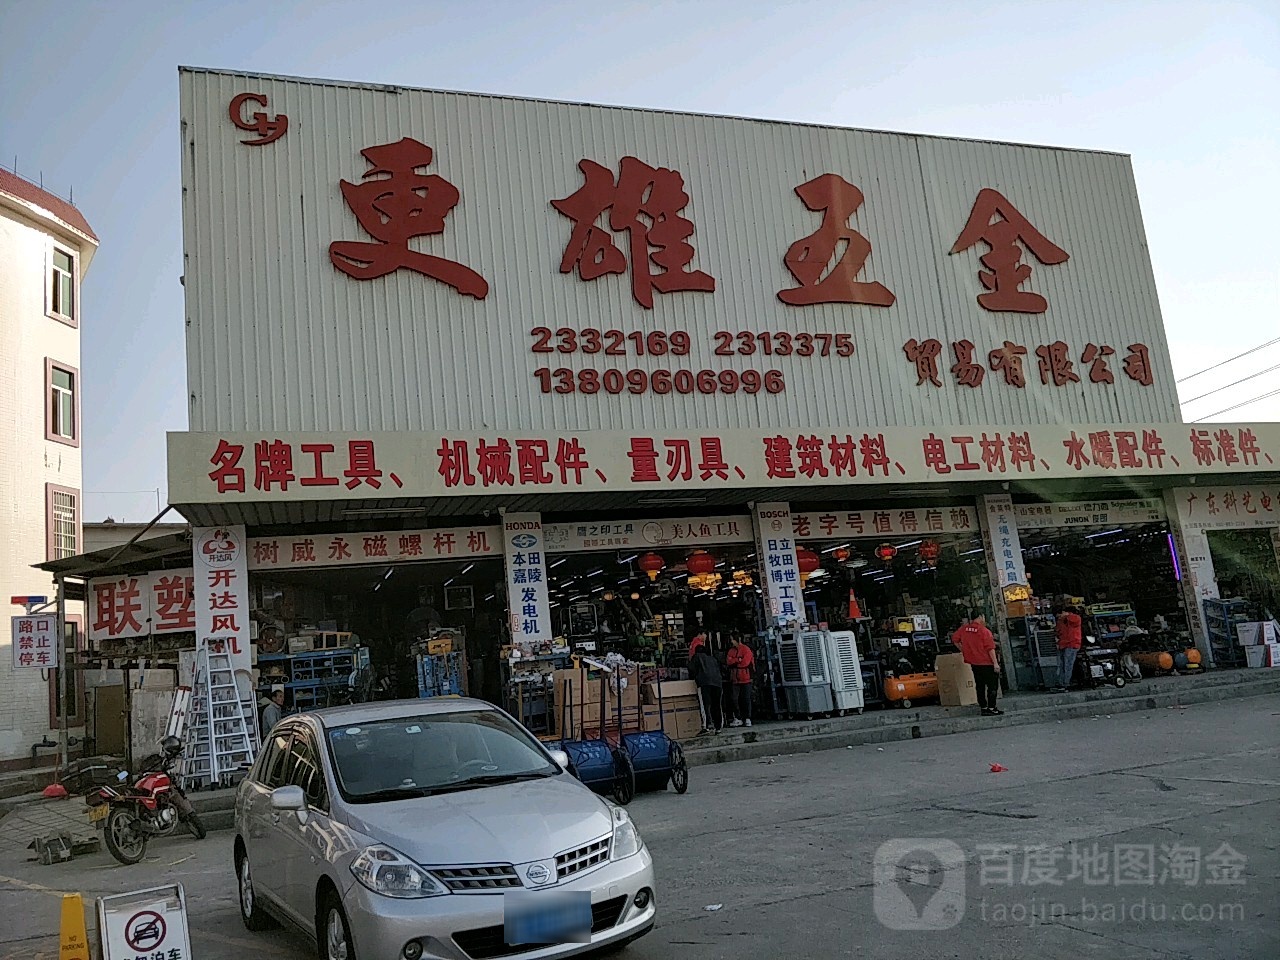 GH
更雄五金
2332169 2313375
13809606996
贸易有限公司
名牌工具、机械配件、量刃具、建筑材料、电工材料、水暖配件、标准件、
树威永磁螺杆机
HONDA
本田
嘉陵
发电机
鹰之印工具
美人鱼工具
BOSCH
日立
牧田
博世
工具
老字号值得信赖
无绳充电风扇
广东科艺电
开达风
开达风机
联塑
路口
禁止
停车
NO
PARKING
百度地图淘金
taojin.baidu.com